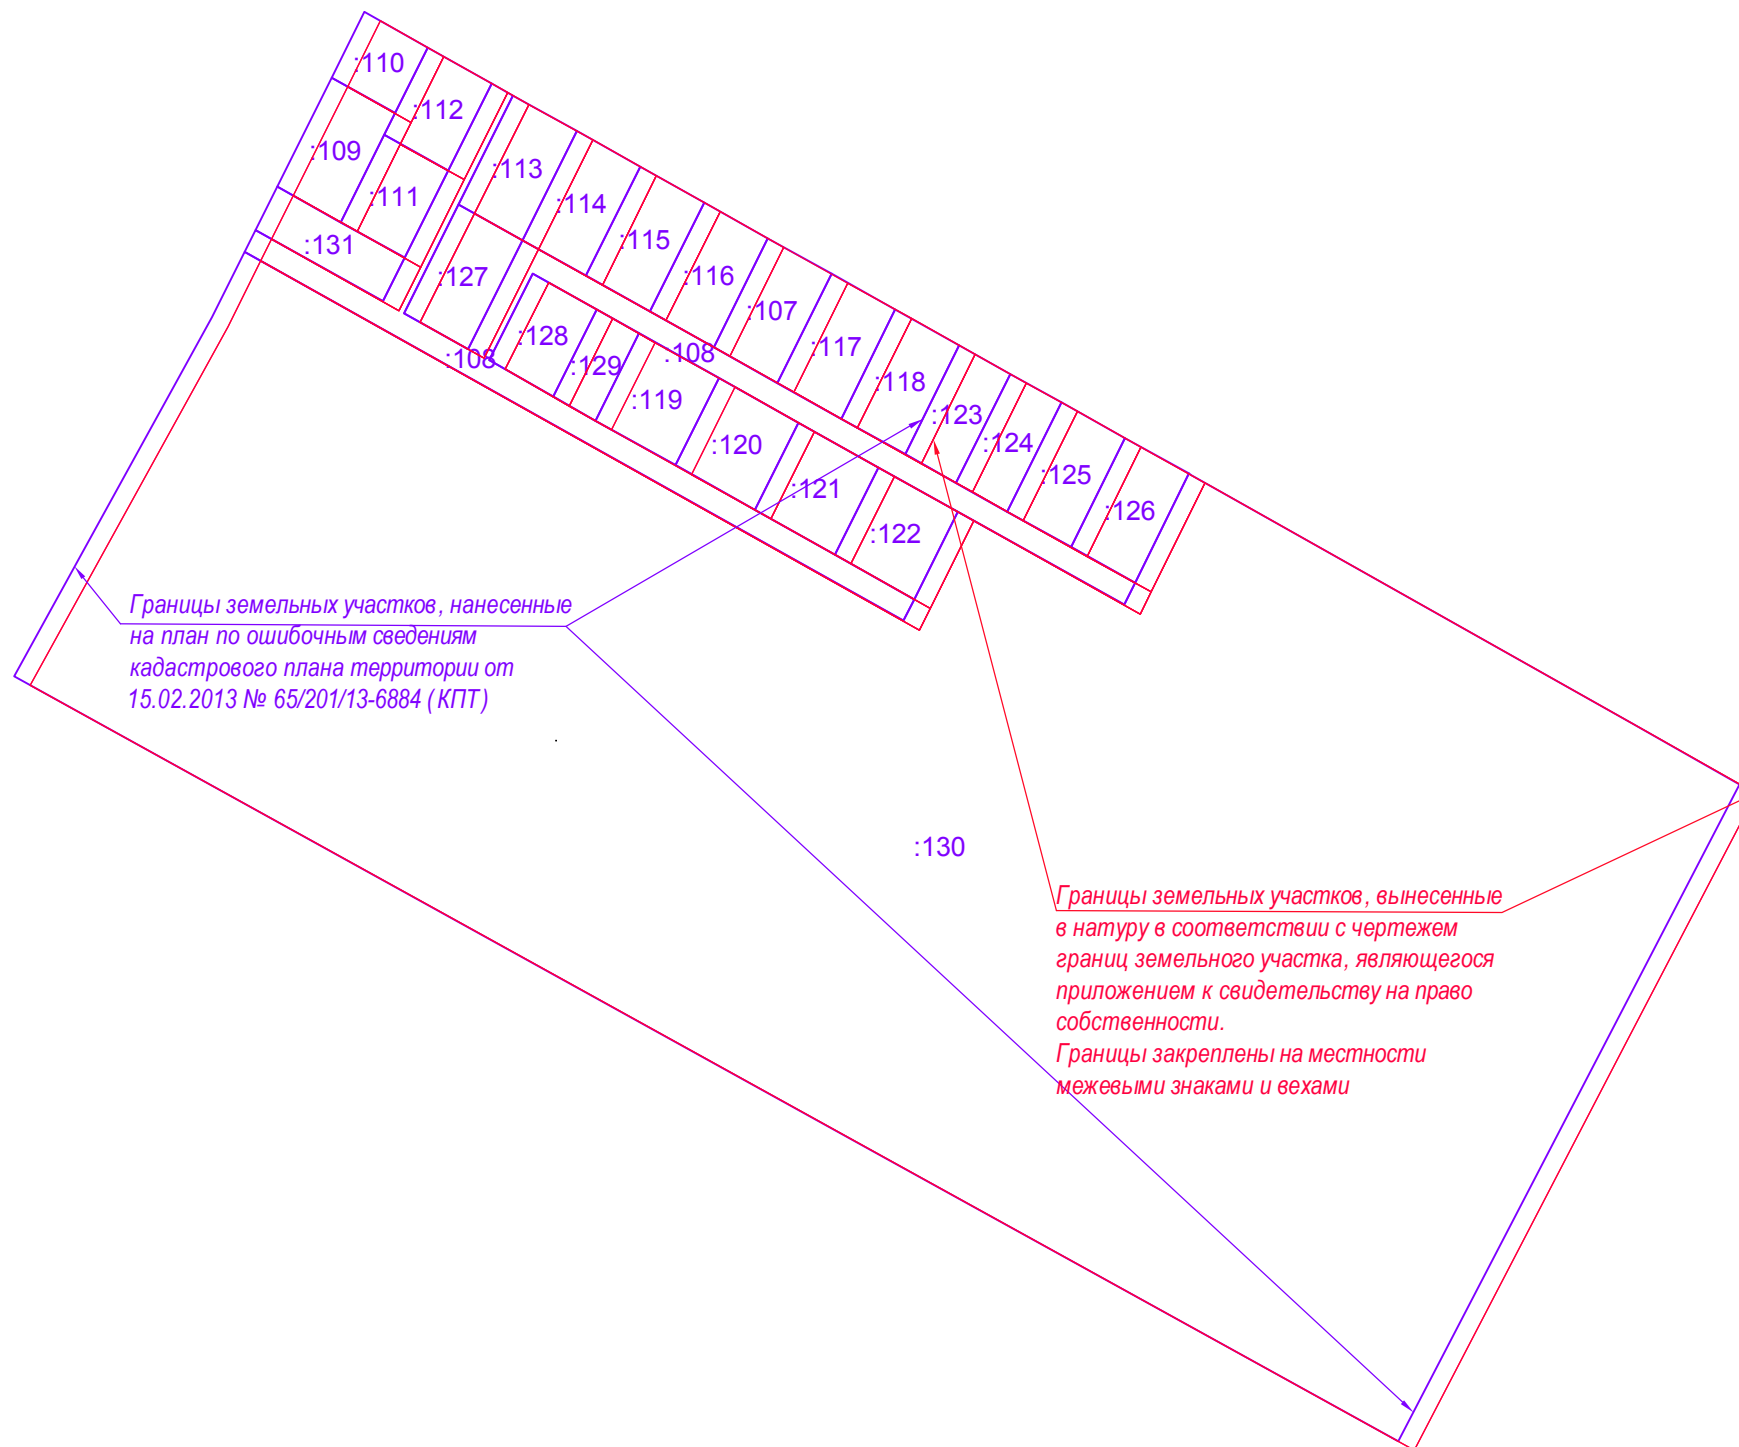 :110
:112
:109
:113
:111
:114
:131
:115
:127
:116
:107
:128
:117
:108
:108
:129
:118
:119
:123
:120
:124
:125
:121
:126
:122
Границы земельных участков, нанесенные
на план по ошибочным сведениям
кадастрового плана территории от
15.02.2013 № 65/201/13-6884 (КПТ)
:130
Границы земельных участков, вынесенные
в натуру в соответствии с чертежем
границ земельного участка, являющегося
приложением к свидетельству на право
собственности.
Границы закреплены на местности
межевыми знаками и вехами